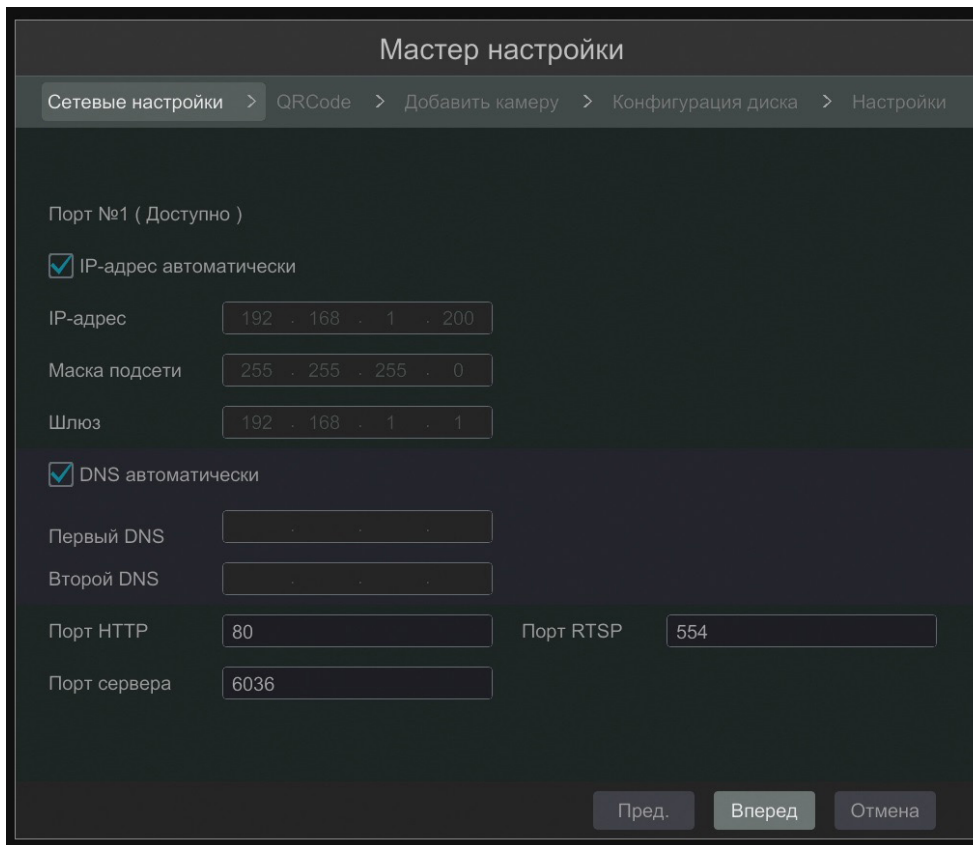 Мастер настройки
Сетевые настройки > QRCode > Добавить камеру > Конфигурация диска > Настройки
Порт №1 ( Доступно )
IP-адрес автоматически
IP-адрес 192 . 168 . 1 . 200
Маска подсети 255 . 255 . 255 . 0
Шлюз 192 . 168 . 1 . 1
DNS автоматически
Первый DNS . . .
Второй DNS . . .
Порт HTTP 80 Порт RTSP 554
Порт сервера 6036
Пред. Вперед Отмена